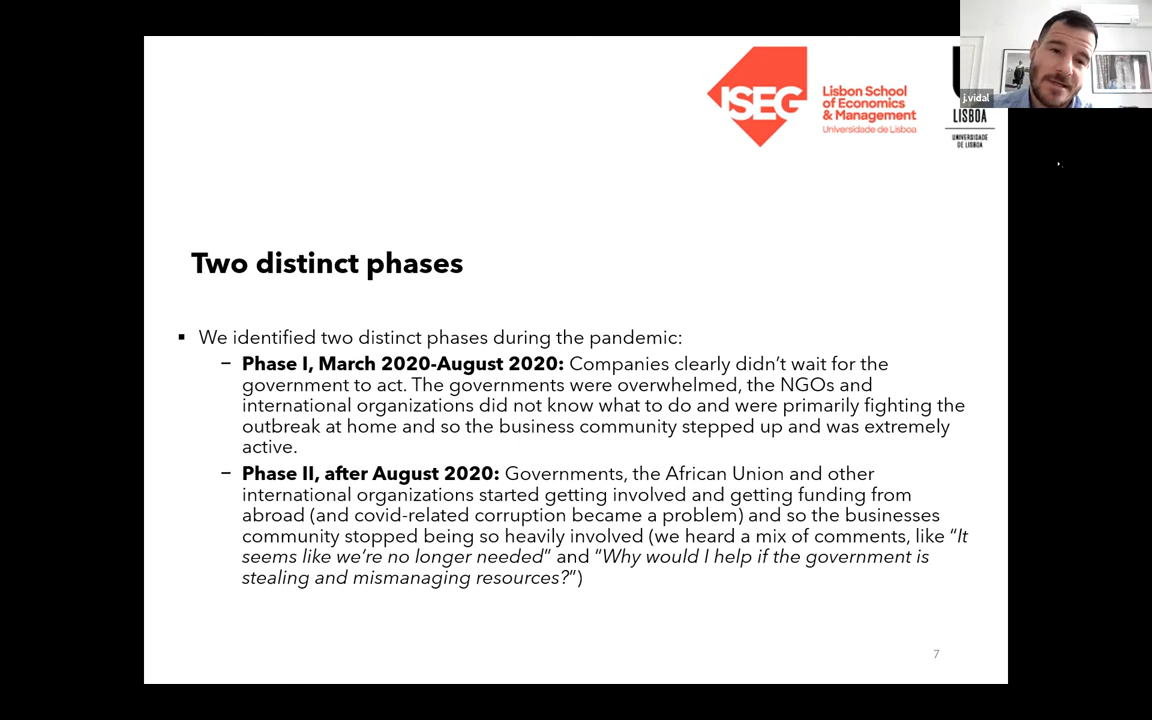 j.vidal
ISEG
Lisbon School
of Economics
& Management
Universidade de Lisboa
LISBOA
UNIVERSIDADE
DE LISBOA
Two distinct phases
▪ We identified two distinct phases during the pandemic:
– Phase I, March 2020-August 2020: Companies clearly didn’t wait for the
government to act. The governments were overwhelmed, the NGOs and
international organizations did not know what to do and were primarily fighting the
outbreak at home and so the business community stepped up and was extremely
active.
– Phase II, after August 2020: Governments, the African Union and other
international organizations started getting involved and getting funding from
abroad (and covid-related corruption became a problem) and so the businesses
community stopped being so heavily involved (we heard a mix of comments, like “It
seems like we’re no longer needed” and “Why would I help if the government is
stealing and mismanaging resources?”)
7